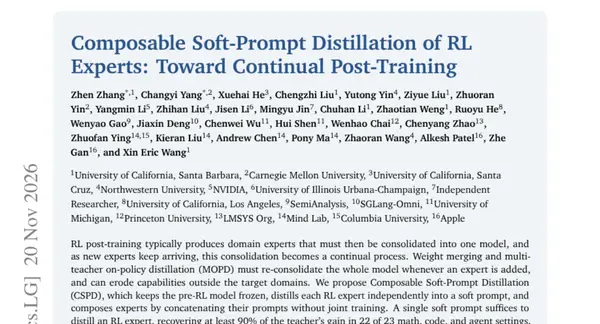 Composable Soft-Prompt Distillation of RL
Experts: Toward Continual Post-Training
Zhen Zhang*,1, Changyi Yang*,2, Xuehai He3, Chengzhi Liu1, Yutong Yin4, Ziyue Liu1, Zhuoran
Yin2, Yangmin Li5, Zhihan Liu4, Jisen Li6, Mingyu Jin7, Chuhan Li1, Zhaotian Weng1, Ruoyu He8,
Wenyao Gao9, Jiaxin Deng10, Chenwei Wu11, Hui Shen11, Wenhao Chai12, Chenyang Zhao13,
Zhuofan Ying14,15, Kieran Liu14, Andrew Chen14, Pony Ma14, Zhaoran Wang4, Alkesh Patel16, Zhe
Gan16, and Xin Eric Wang1
1University of California, Santa Barbara, 2Carnegie Mellon University, 3University of California, Santa
Cruz, 4Northwestern University, 5NVIDIA, 6University of Illinois Urbana-Champaign, 7Independent
Researcher, 8University of California, Los Angeles, 9SemiAnalysis, 10SGLang-Omni, 11University of
Michigan, 12Princeton University, 13LMSYS Org, 14Mind Lab, 15Columbia University, 16Apple
RL post-training typically produces domain experts that must then be consolidated into one model, and
as new experts keep arriving, this consolidation becomes a continual process. Weight merging and multi-
teacher on-policy distillation (MOPD) must re-consolidate the whole model whenever an expert is added,
and can erode capabilities outside the target domains. We propose Composable Soft-Prompt Distillation
(CSPD), which keeps the pre-RL model frozen, distills each RL expert independently into a soft prompt, and
composes experts by concatenating their prompts without joint training. A single soft prompt suffices to
distill an RL expert, recovering at least 90% of the teacher's gain in 22 of 23 math, code, and agent settings.
cs.LG] 20 Nov 2026